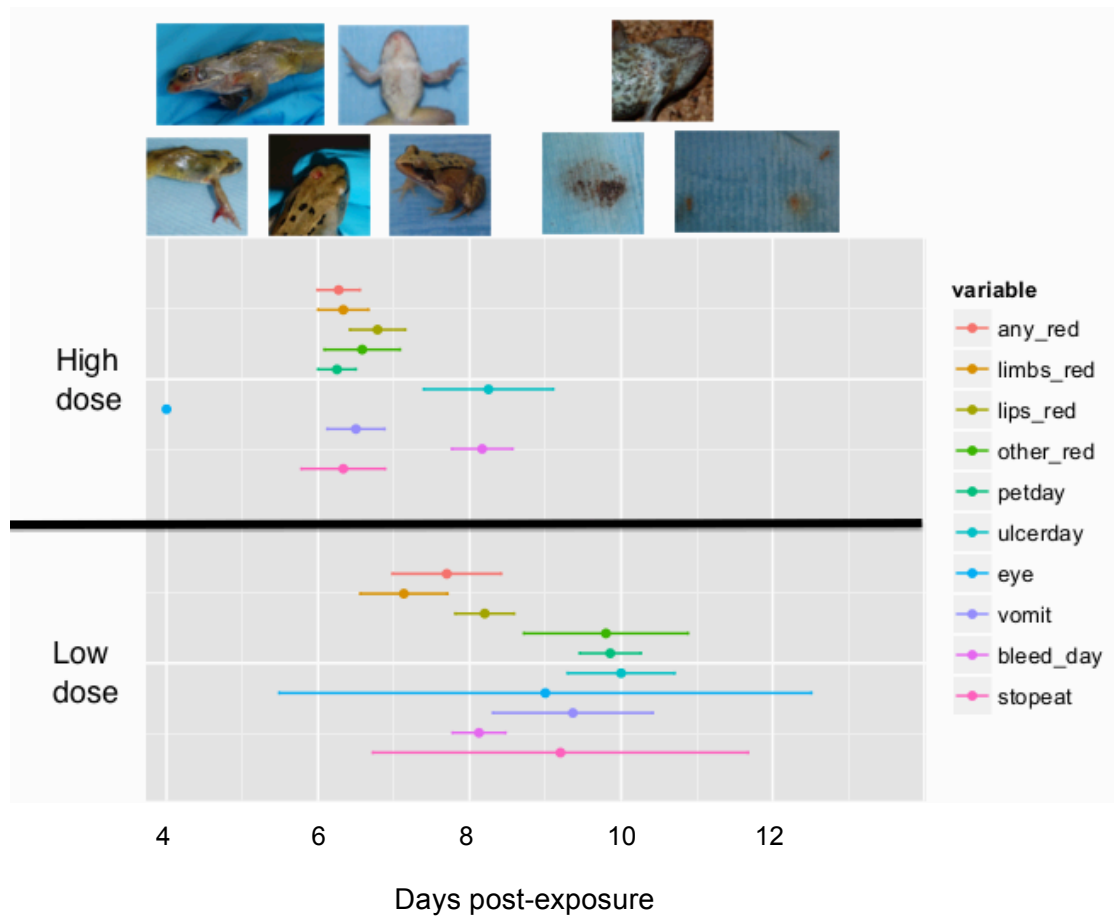 High
dose
Low
dose
variable
any_red
limbs_red
lips_red
other_red
petday
ulcerday
eye
vomit
bleed_day
stopeat
4 6 8 10 12
Days post-exposure